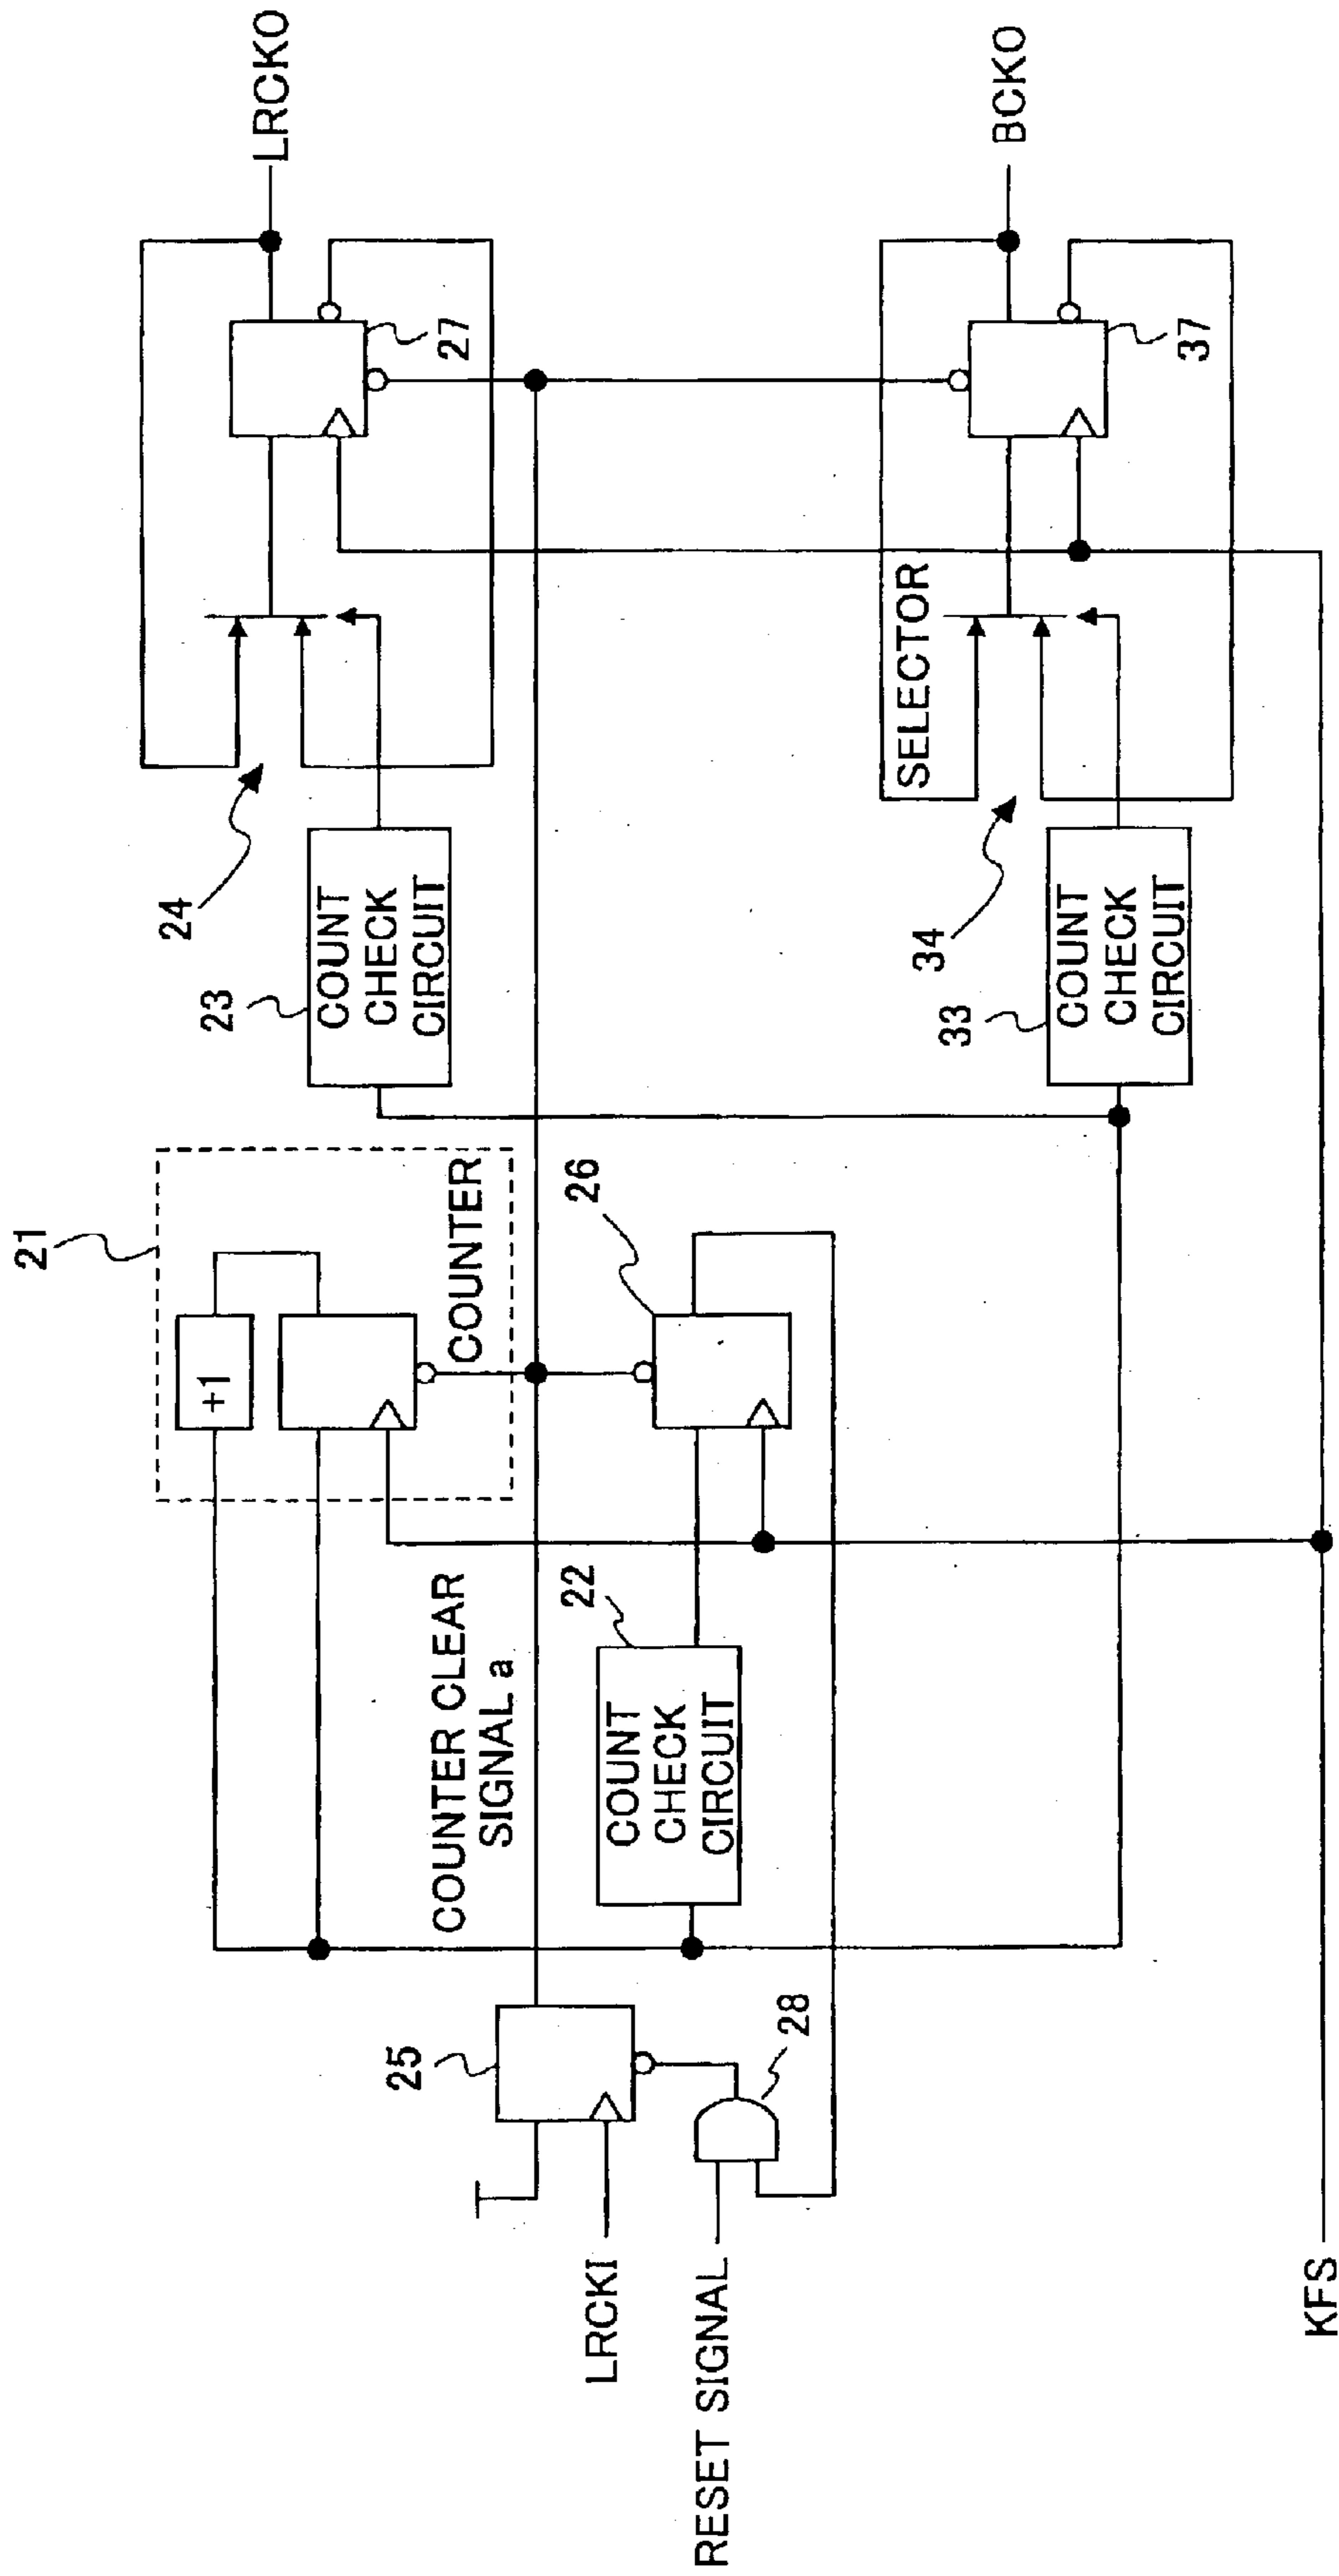 LRCKO
27
24
23
COUNT
CHECK
CIRCUIT
21
+1
COUNTER
COUNTER CLEAR
SIGNAL a
25
LRCKI
RESET SIGNAL
28
22
COUNT
CHECK
CIRCUIT
26
BCKO
37
SELECTOR
34
33
COUNT
CHECK
CIRCUIT
KFS